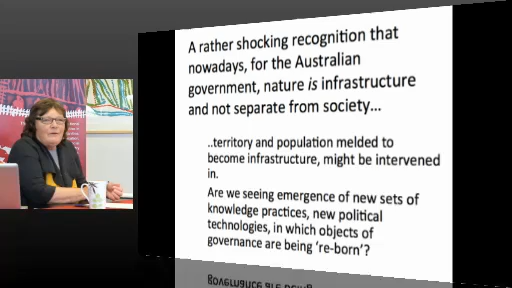 A rather shocking recognition that
nowadays, for the Australian
government, nature is infrastructure
and not separate from society…
..territory and population melded to
become infrastructure, might be intervened
in.
Are we seeing emergence of new sets of
knowledge practices, new political
technologies, in which objects of
governance are being ‘re-born’?